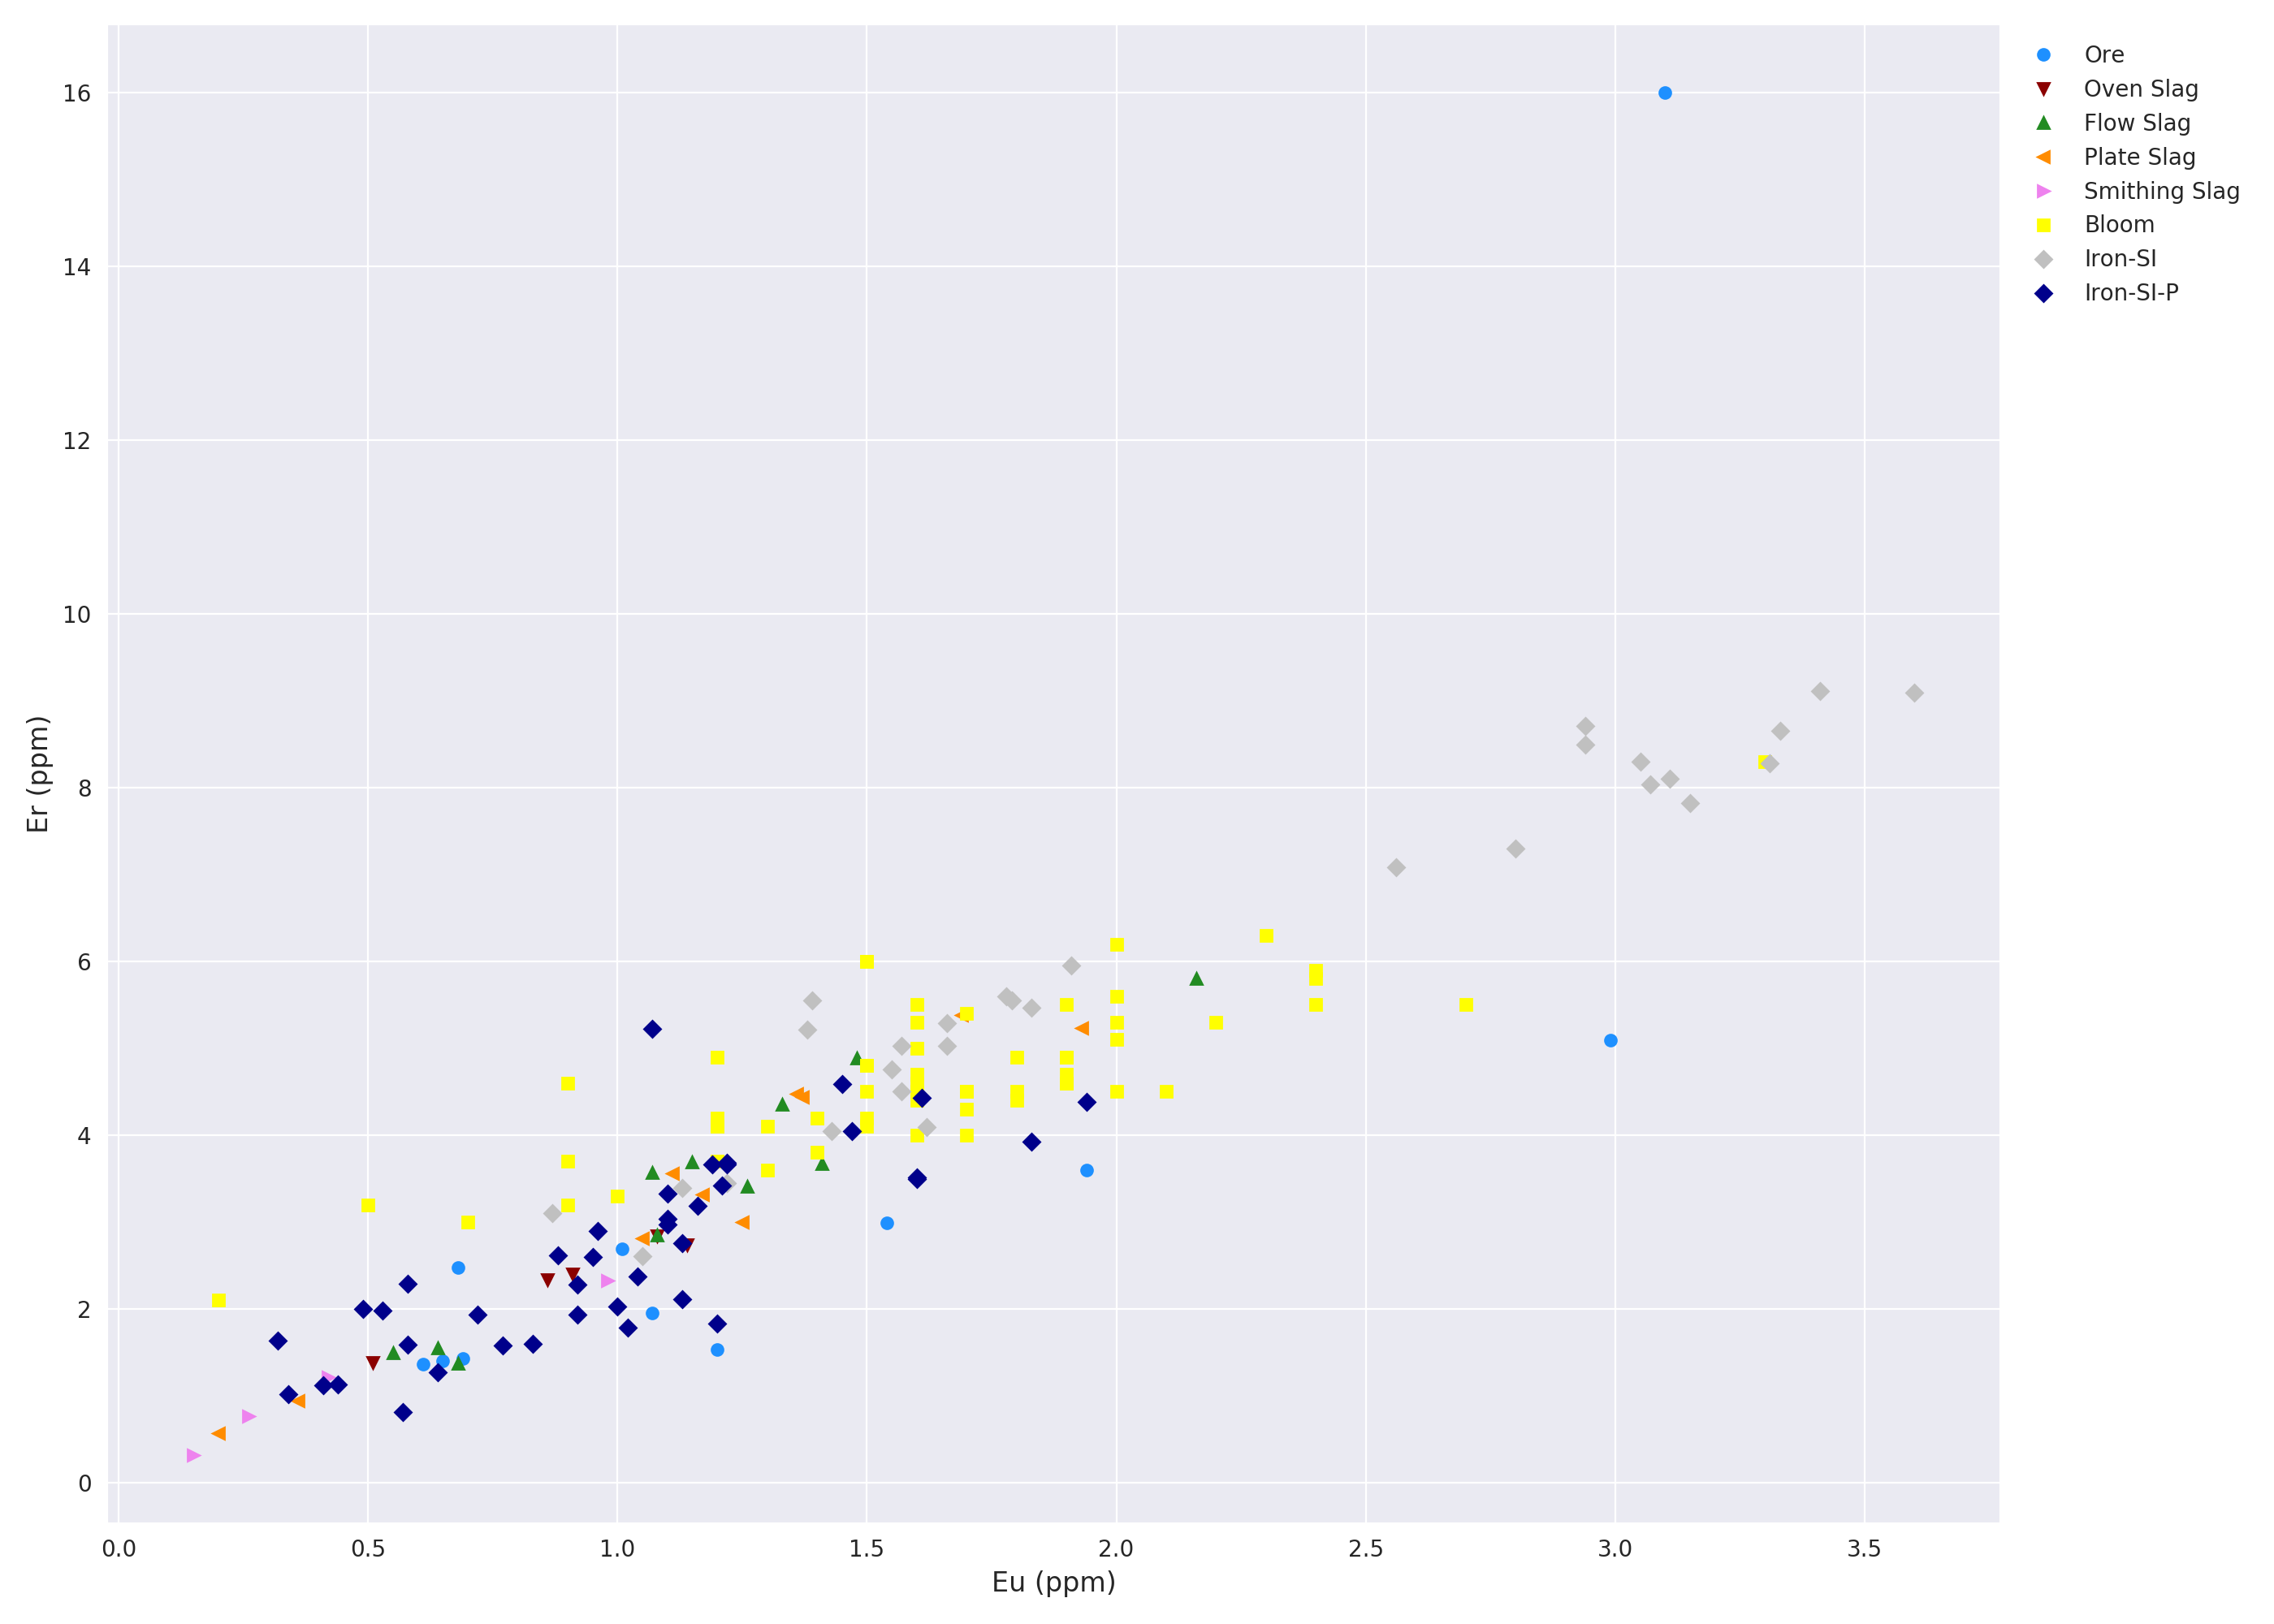 16
14
12
10
8
6
4
2
0
Er (ppm)
0.0 0.5 1.0 1.5 2.0 2.5 3.0 3.5
Eu (ppm)
Ore
Oven Slag
Flow Slag
Plate Slag
Smithing Slag
Bloom
Iron-SI
Iron-SI-P